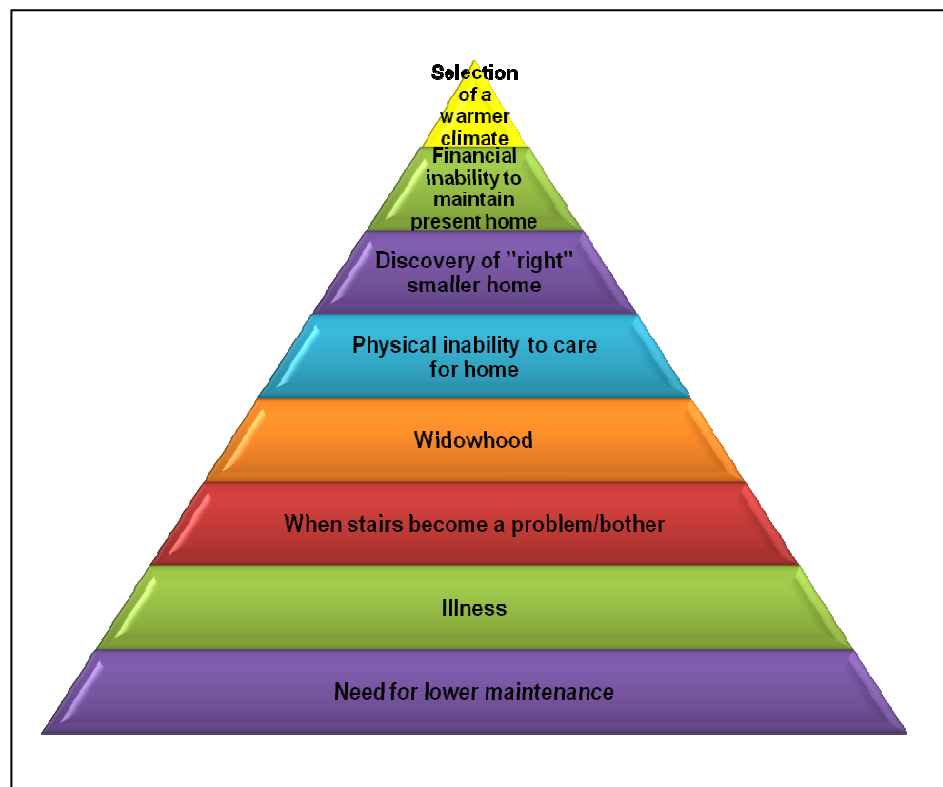 Selection
of a
warmer
climate
Financial
inability to
maintain
present home
Discovery of ”right"
smaller home
Physical inability to care
for home
Widowhood
When stairs become a problem/bother
Illness
Need for lower maintenance